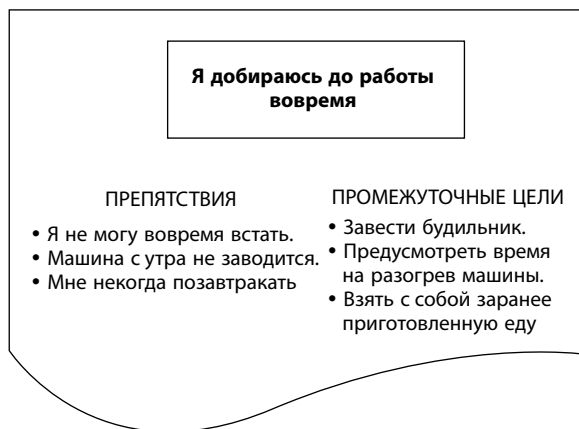 Я добираюсь до работы
вовремя
ПРЕПЯТСТВИЯ
• Я не могу вовремя встать.
• Машина с утра не заводится.
• Мне некогда позавтракать
ПРОМЕЖУТОЧНЫЕ ЦЕЛИ
• Завести будильник.
• Предусмотреть время
на разогрев машины.
• Взять с собой заранее
приготовленную еду